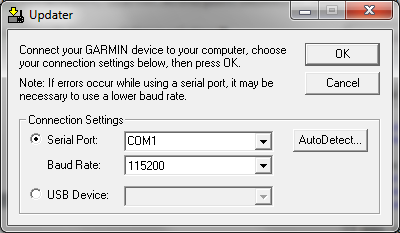 Updater
Connect your GARMIN device to your computer, choose
your connection settings below, then press OK.
Note: If errors occur while using a serial port, it may be
necessary to use a lower baud rate.
OK
Cancel
Connection Settings
Serial Port: COM1 AutoDetect...
Baud Rate: 115200
USB Device: